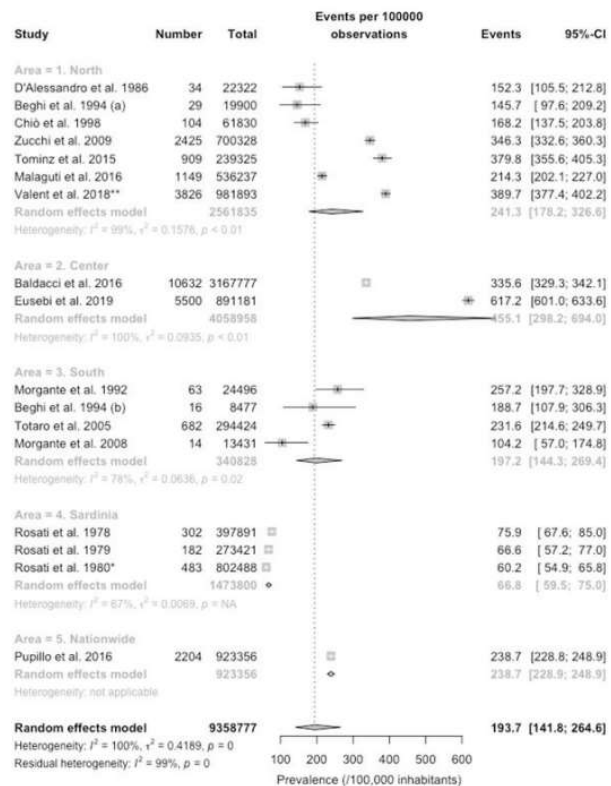 Events per 100000
Study Number Total observations Events 95%-CI
Area = 1. North
D'Alessandro et al. 1986 34 22322 152.3 [105.5; 212.8]
Beghi et al. 1994 (a) 29 19900 145.7 [ 97.6; 209.2]
Chiò et al. 1998 104 61830 168.2 [137.5; 203.8]
Zucchi et al. 2009 2425 700328 346.3 [332.6; 360.3]
Tominz et al. 2015 909 239325 379.8 [355.6; 405.3]
Malaguti et al. 2016 1149 536237 214.3 [202.1; 227.0]
Valent et al. 2018** 3826 981893 389.7 [377.4; 402.2]
Random effects model 2561835 241.3 [178.2; 326.6]
Heterogeneity: I² = 99%, τ² = 0.1576, p < 0.01
Area = 2. Center
Baldacci et al. 2016 10632 3167777 335.6 [329.3; 342.1]
Eusebi et al. 2019 5500 891181 617.2 [601.0; 633.6]
Random effects model 4058958 455.1 [298.2; 694.0]
Heterogeneity: I² = 100%, τ² = 0.0935, p < 0.01
Area = 3. South
Morgante et al. 1992 63 24496 257.2 [197.7; 328.9]
Beghi et al. 1994 (b) 16 8477 188.7 [107.9; 306.3]
Totaro et al. 2005 682 294424 231.6 [214.6; 249.7]
Morgante et al. 2008 14 13431 104.2 [ 57.0; 174.8]
Random effects model 340828 197.2 [144.3; 269.4]
Heterogeneity: I² = 78%, τ² = 0.0636, p = 0.02
Area = 4. Sardinia
Rosati et al. 1978 302 397891 75.9 [ 67.6; 85.0]
Rosati et al. 1979 182 273421 66.6 [ 57.2; 77.0]
Rosati et al. 1980* 483 802488 60.2 [ 54.9; 65.8]
Random effects model 1473800 66.8 [ 59.5; 75.0]
Heterogeneity: I² = 67%, τ² = 0.0069, p = NA
Area = 5. Nationwide
Pupillo et al. 2016 2204 923356 238.7 [228.8; 248.9]
Random effects model 923356 238.7 [228.9; 248.9]
Heterogeneity: not applicable
Random effects model 9358777 193.7 [141.8; 264.6]
Heterogeneity: I² = 100%, τ² = 0.4189, p = 0
Residual heterogeneity: I² = 99%, p = 0
100 200 300 400 500 600
Prevalence (/100,000 inhabitants)